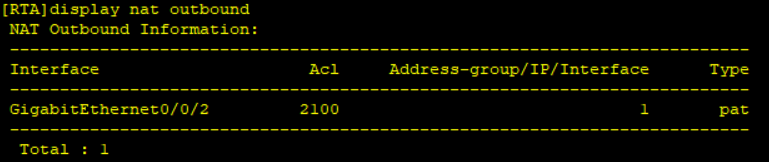 [RTA]display nat outbound
NAT Outbound Information:
--------------------------------------------------------------------------
Interface Acl Address-group/IP/Interface Type
--------------------------------------------------------------------------
GigabitEthernet0/0/2 2100 1 pat
--------------------------------------------------------------------------
Total : 1